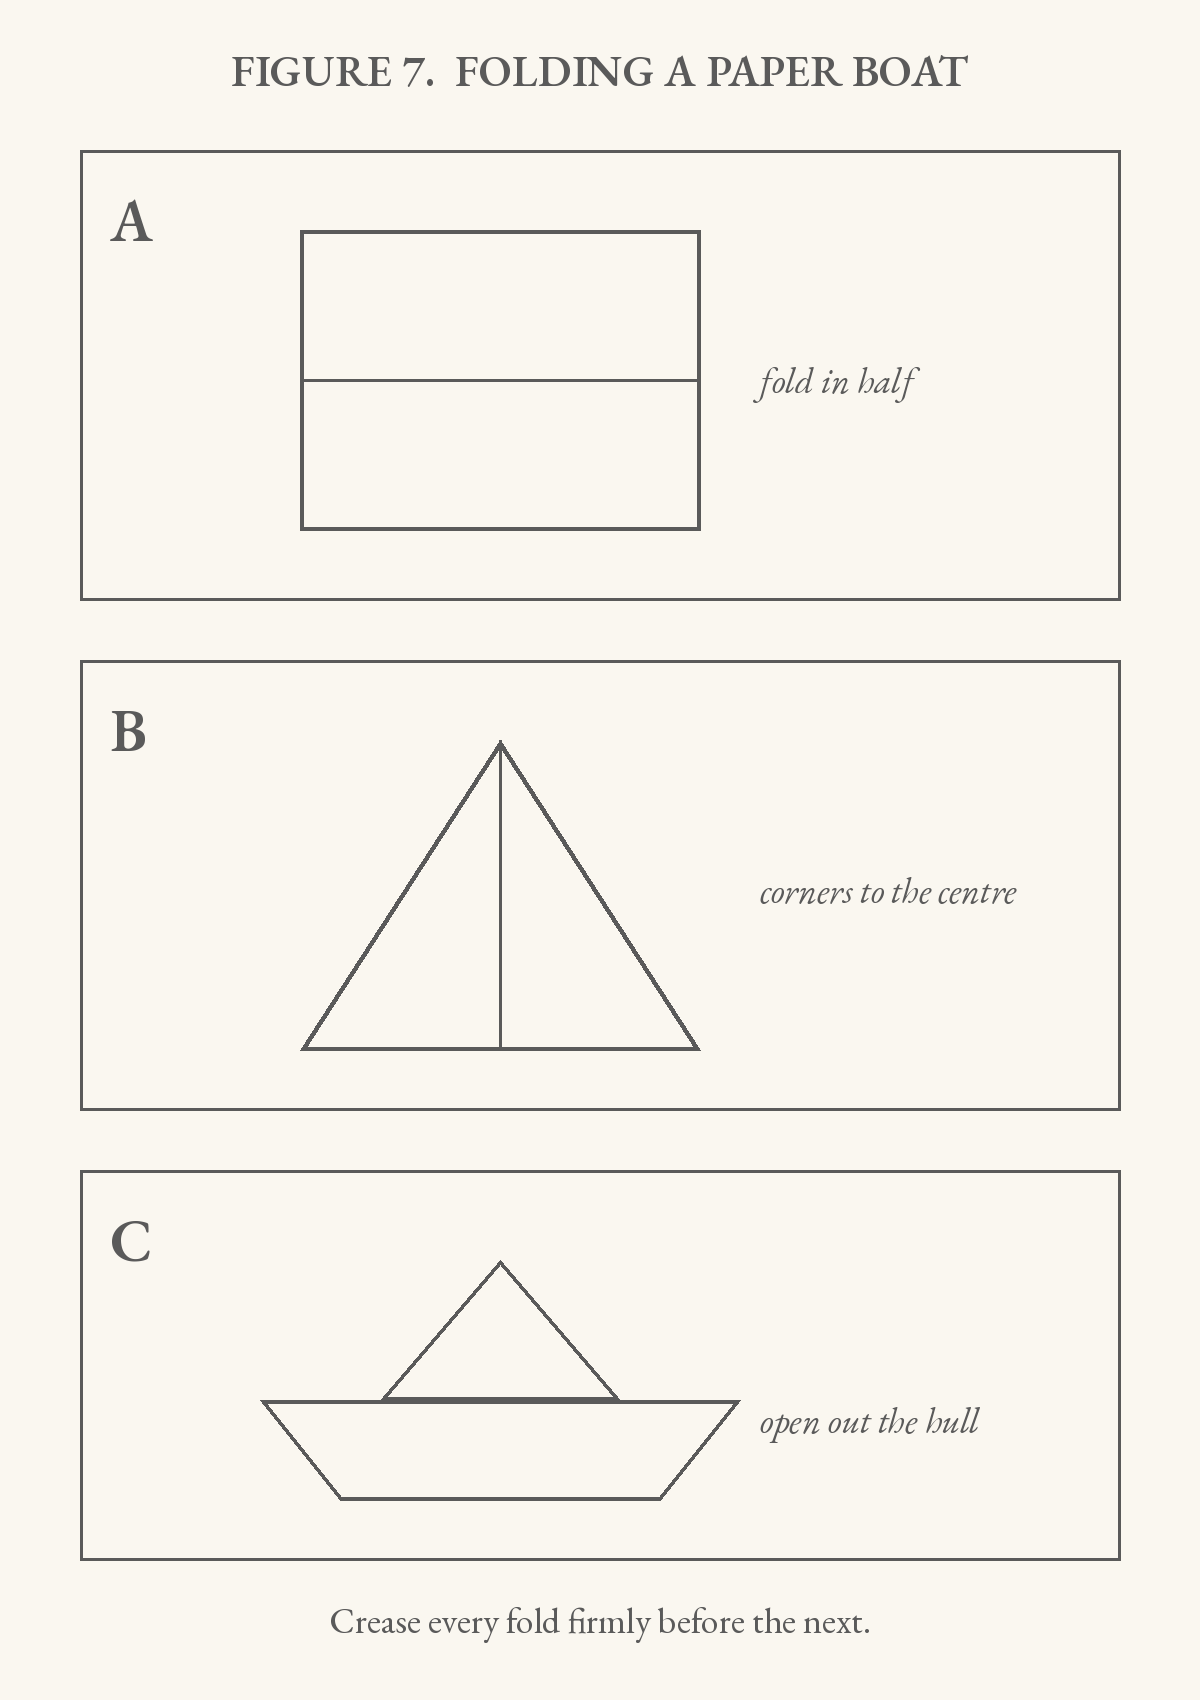 FIGURE 7. FOLDING A PAPER BOAT
A
fold in half
B
corners to the centre
C
open out the hull
Crease every fold firmly before the next.